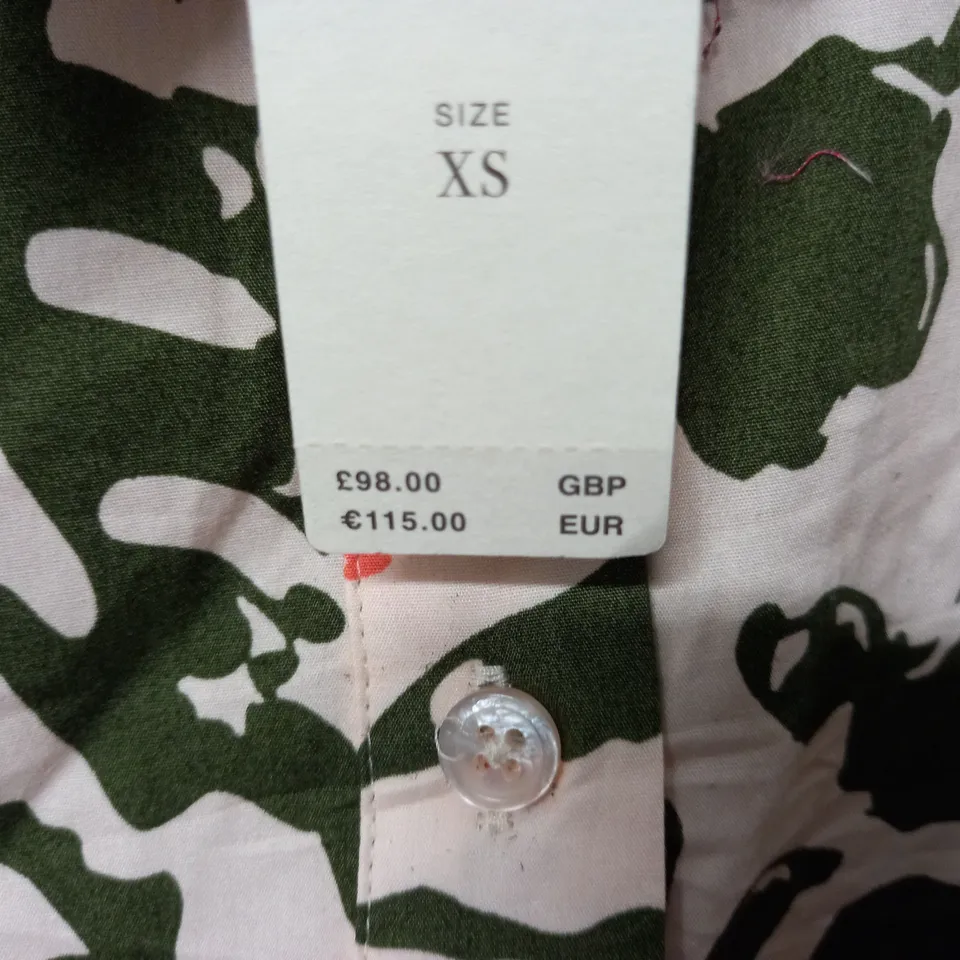 SIZE
XS
£98.00 GBP
€115.00 EUR